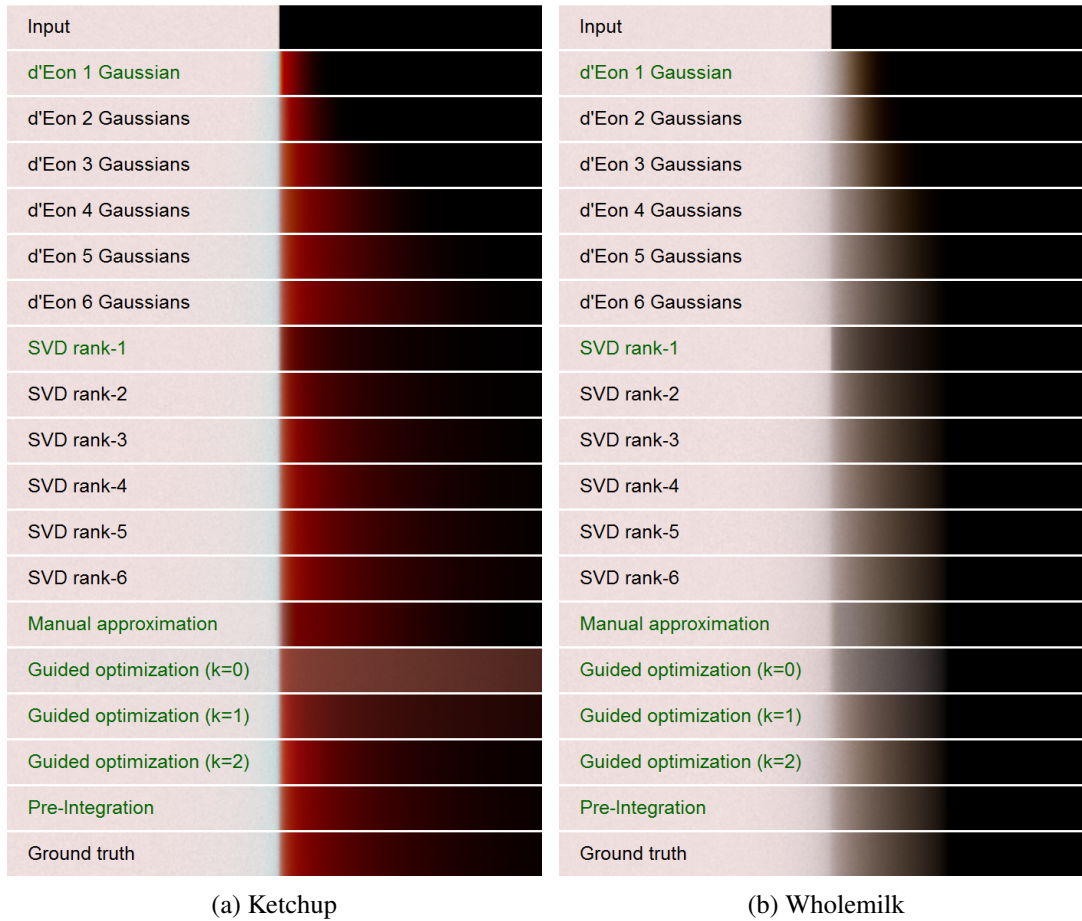 Input
d'Eon 1 Gaussian
d'Eon 2 Gaussians
d'Eon 3 Gaussians
d'Eon 4 Gaussians
d'Eon 5 Gaussians
d'Eon 6 Gaussians
SVD rank-1
SVD rank-2
SVD rank-3
SVD rank-4
SVD rank-5
SVD rank-6
Manual approximation
Guided optimization (k=0)
Guided optimization (k=1)
Guided optimization (k=2)
Pre-Integration
Ground truth
(a) Ketchup
Input
d'Eon 1 Gaussian
d'Eon 2 Gaussians
d'Eon 3 Gaussians
d'Eon 4 Gaussians
d'Eon 5 Gaussians
d'Eon 6 Gaussians
SVD rank-1
SVD rank-2
SVD rank-3
SVD rank-4
SVD rank-5
SVD rank-6
Manual approximation
Guided optimization (k=0)
Guided optimization (k=1)
Guided optimization (k=2)
Pre-Integration
Ground truth
(b) Wholemilk